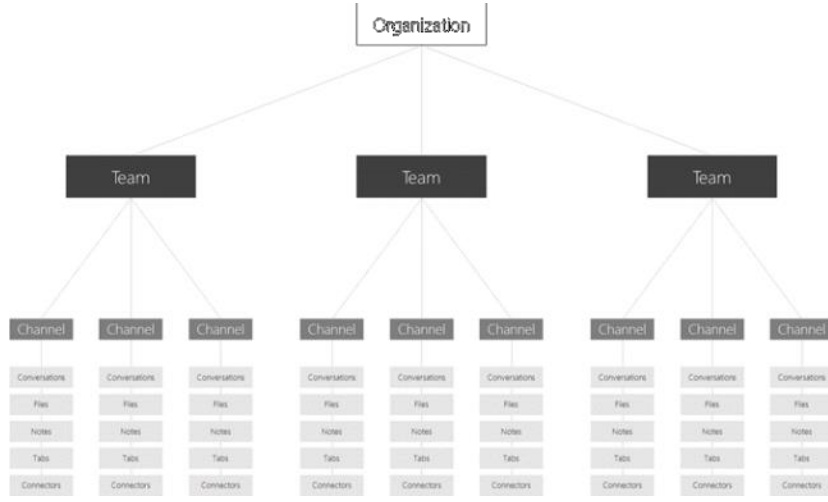 Organization
Team Team Team
Channel Channel Channel Channel Channel Channel Channel Channel Channel
Conversations Conversations Conversations Conversations Conversations Conversations Conversations Conversations Conversations
Files Files Files Files Files Files Files Files Files
Notes Notes Notes Notes Notes Notes Notes Notes Notes
Tabs Tabs Tabs Tabs Tabs Tabs Tabs Tabs Tabs
Connectors Connectors Connectors Connectors Connectors Connectors Connectors Connectors Connectors